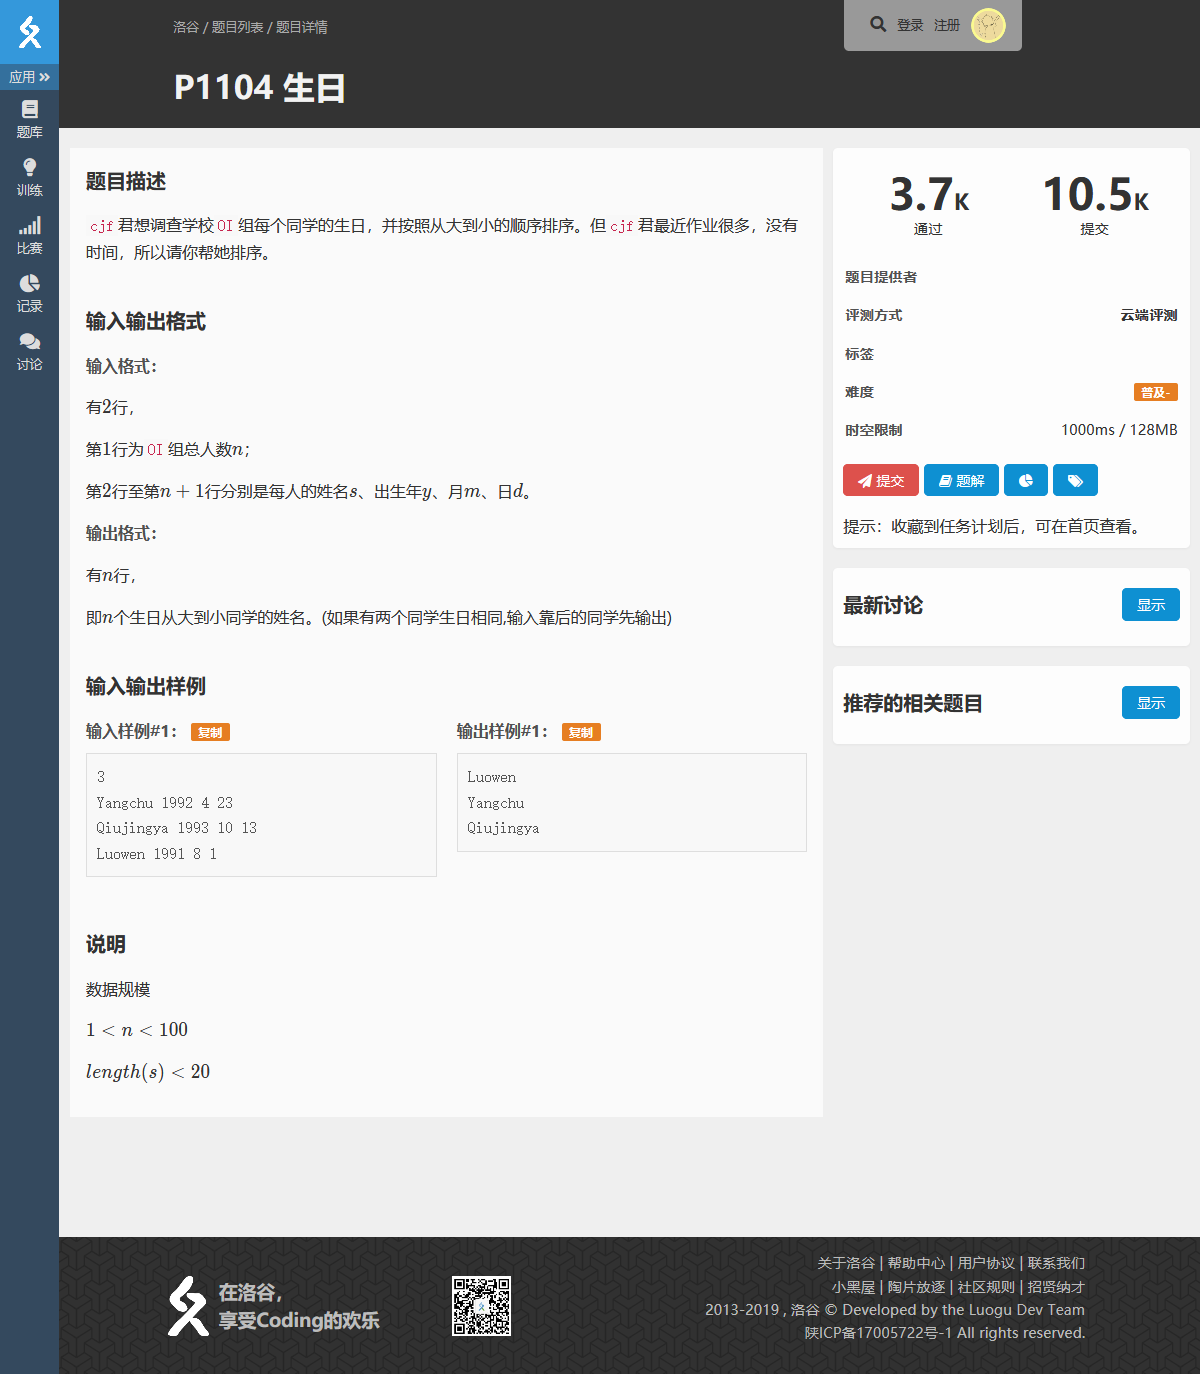 洛谷 / 题目列表 / 题目详情
登录 注册
P1104 生日
应用
题库
训练
比赛
记录
讨论
题目描述
cjf 君想调查学校 OI 组每个同学的生日，并按照从大到小的顺序排序。但 cjf 君最近作业很多，没有
时间，所以请你帮她排序。
输入输出格式
输入格式：
有2行，
第1行为 OI 组总人数n；
第2行至第n + 1行分别是每人的姓名s、出生年y、月m、日d。
输出格式：
有n行，
即n个生日从大到小同学的姓名。(如果有两个同学生日相同,输入靠后的同学先输出)
输入输出样例
输入样例#1： 复制
3
Yangchu 1992 4 23
Qiujingya 1993 10 13
Luowen 1991 8 1
输出样例#1： 复制
Luowen
Yangchu
Qiujingya
说明
数据规模
1 < n < 100
length(s) < 20
3.7K 10.5K
通过 提交
题目提供者
评测方式 云端评测
标签
难度 普及-
时空限制 1000ms / 128MB
提交 题解
提示：收藏到任务计划后，可在首页查看。
最新讨论 显示
推荐的相关题目 显示
在洛谷，
享受Coding的欢乐
关于洛谷 | 帮助中心 | 用户协议 | 联系我们
小黑屋 | 陶片放逐 | 社区规则 | 招贤纳才
2013-2019 , 洛谷 © Developed by the Luogu Dev Team
陕ICP备17005722号-1 All rights reserved.